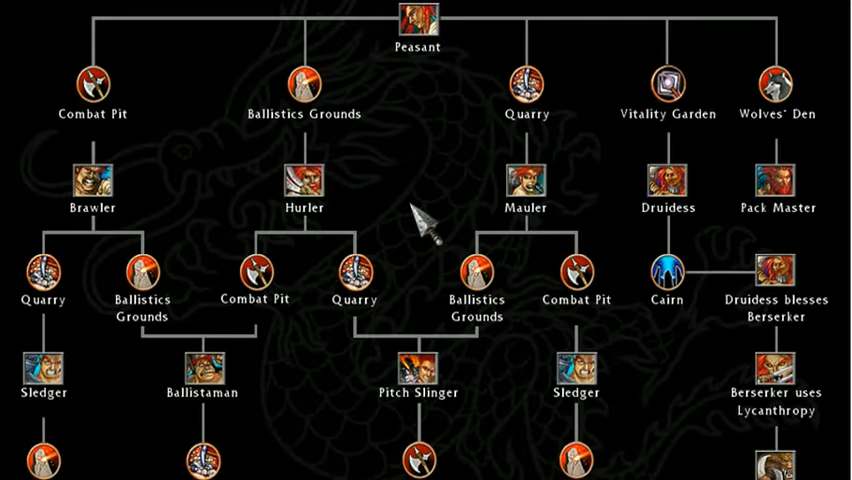 Peasant
Combat Pit
Ballistics Grounds
Quarry
Vitality Garden
Wolves' Den
Brawler
Hurler
Mauler
Druidess
Pack Master
Quarry
Ballistics
Grounds
Combat Pit
Quarry
Ballistics
Grounds
Combat Pit
Cairn
Druidess blesses
Berserker
Sledger
Ballistaman
Pitch Slinger
Sledger
Berserker uses
Lycanthropy